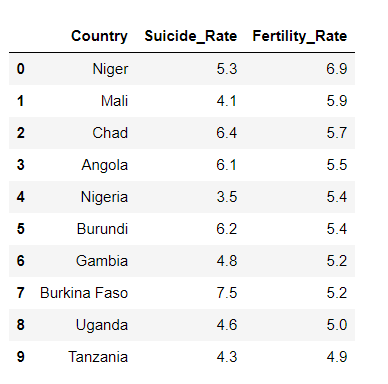 Country Suicide_Rate Fertility_Rate
0 Niger 5.3 6.9
1 Mali 4.1 5.9
2 Chad 6.4 5.7
3 Angola 6.1 5.5
4 Nigeria 3.5 5.4
5 Burundi 6.2 5.4
6 Gambia 4.8 5.2
7 Burkina Faso 7.5 5.2
8 Uganda 4.6 5.0
9 Tanzania 4.3 4.9